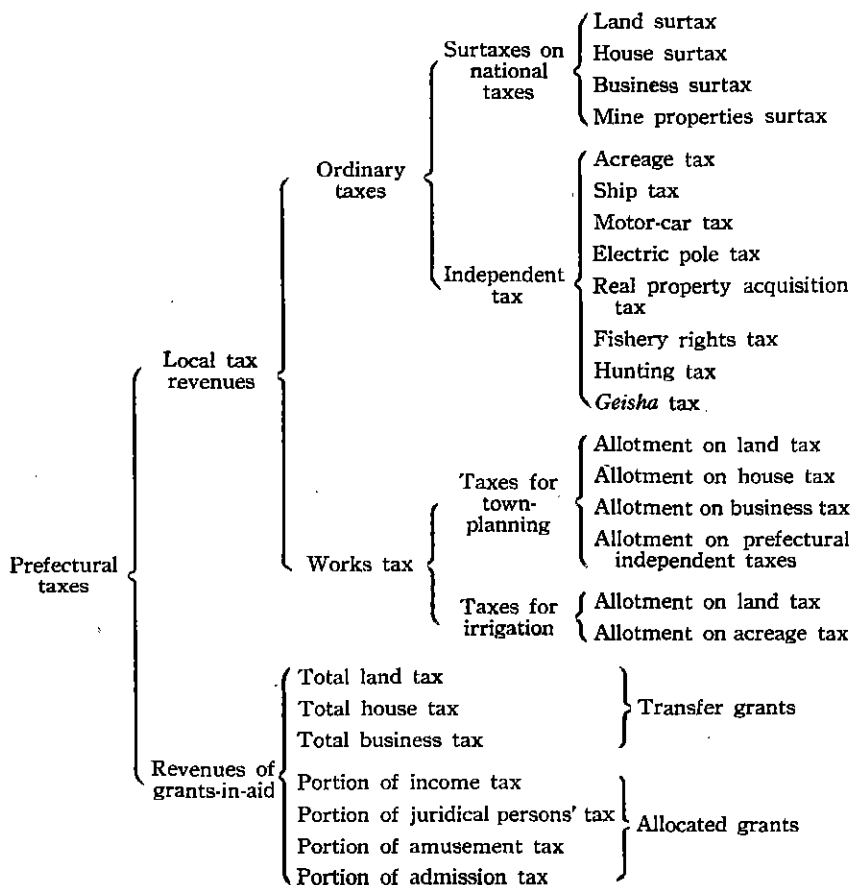 Prefectural
taxes
Local tax
revenues
Ordinary
taxes
Surtaxes on
national
taxes
Land surtax
House surtax
Business surtax
Mine properties surtax
Independent
tax
Acreage tax
Ship tax
Motor-car tax
Electric pole tax
Real property acquisition
tax
Fishery rights tax
Hunting tax
Geisha tax
Works tax
Taxes for
town-
planning
Allotment on land tax
Allotment on house tax
Allotment on business tax
Allotment on prefectural
independent taxes
Taxes for
irrigation
Allotment on land tax
Allotment on acreage tax
Revenues of
grants-in-aid
Total land tax
Total house tax
Total business tax
Transfer grants
Portion of income tax
Portion of juridical persons' tax
Portion of amusement tax
Portion of admission tax
Allocated grants